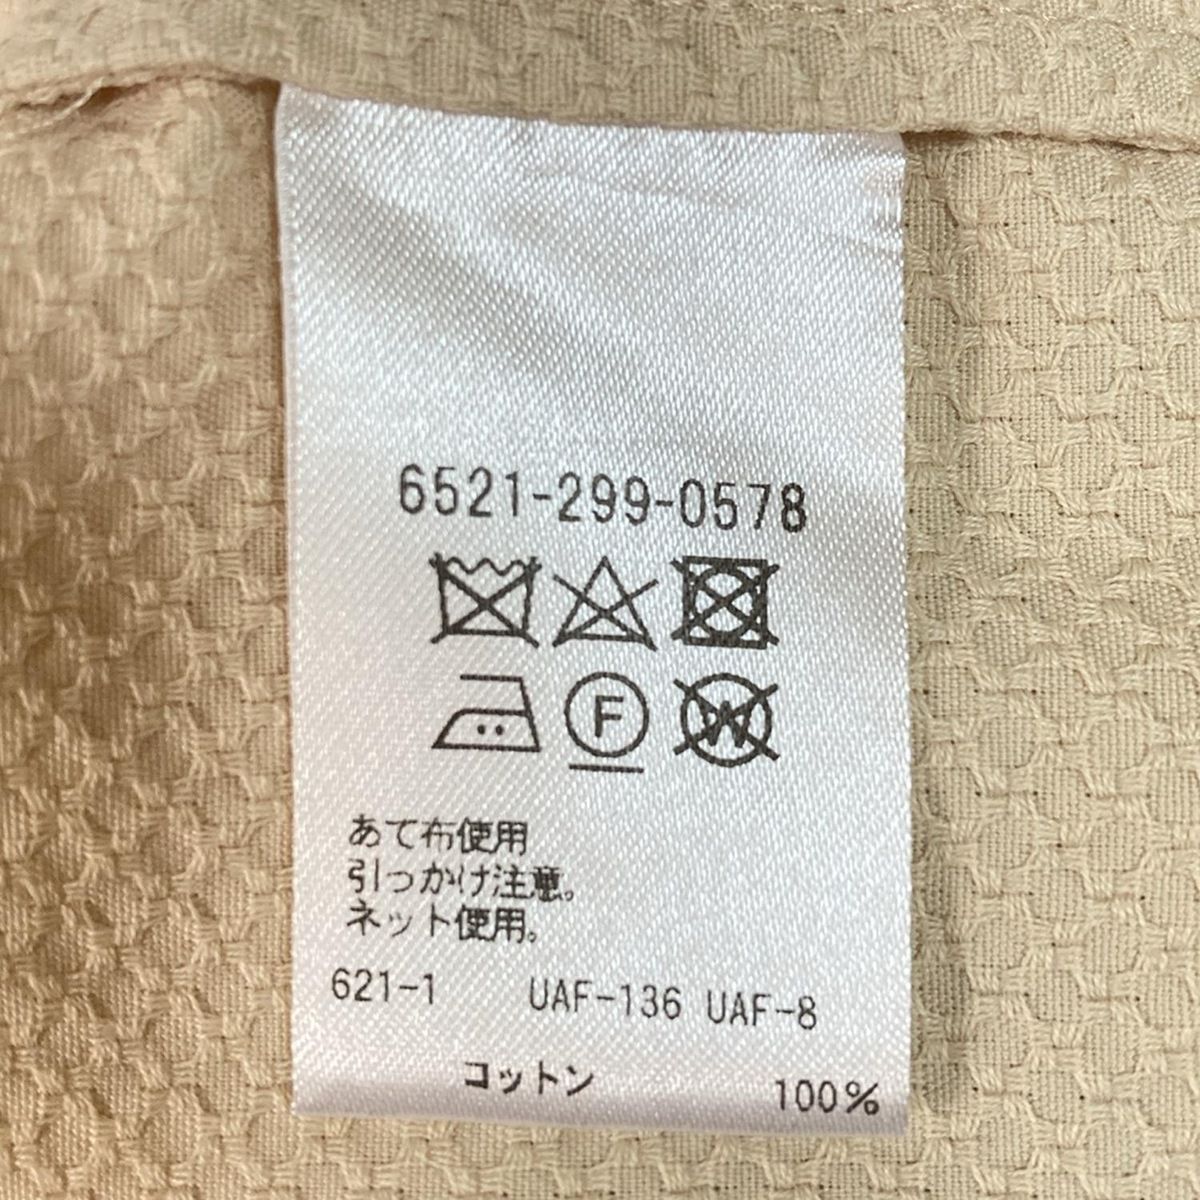 6521-299-0578
F W
あて布使用
引っかけ注意。
ネット使用。
621-1 UAF-136 UAF-8
コットン 100%